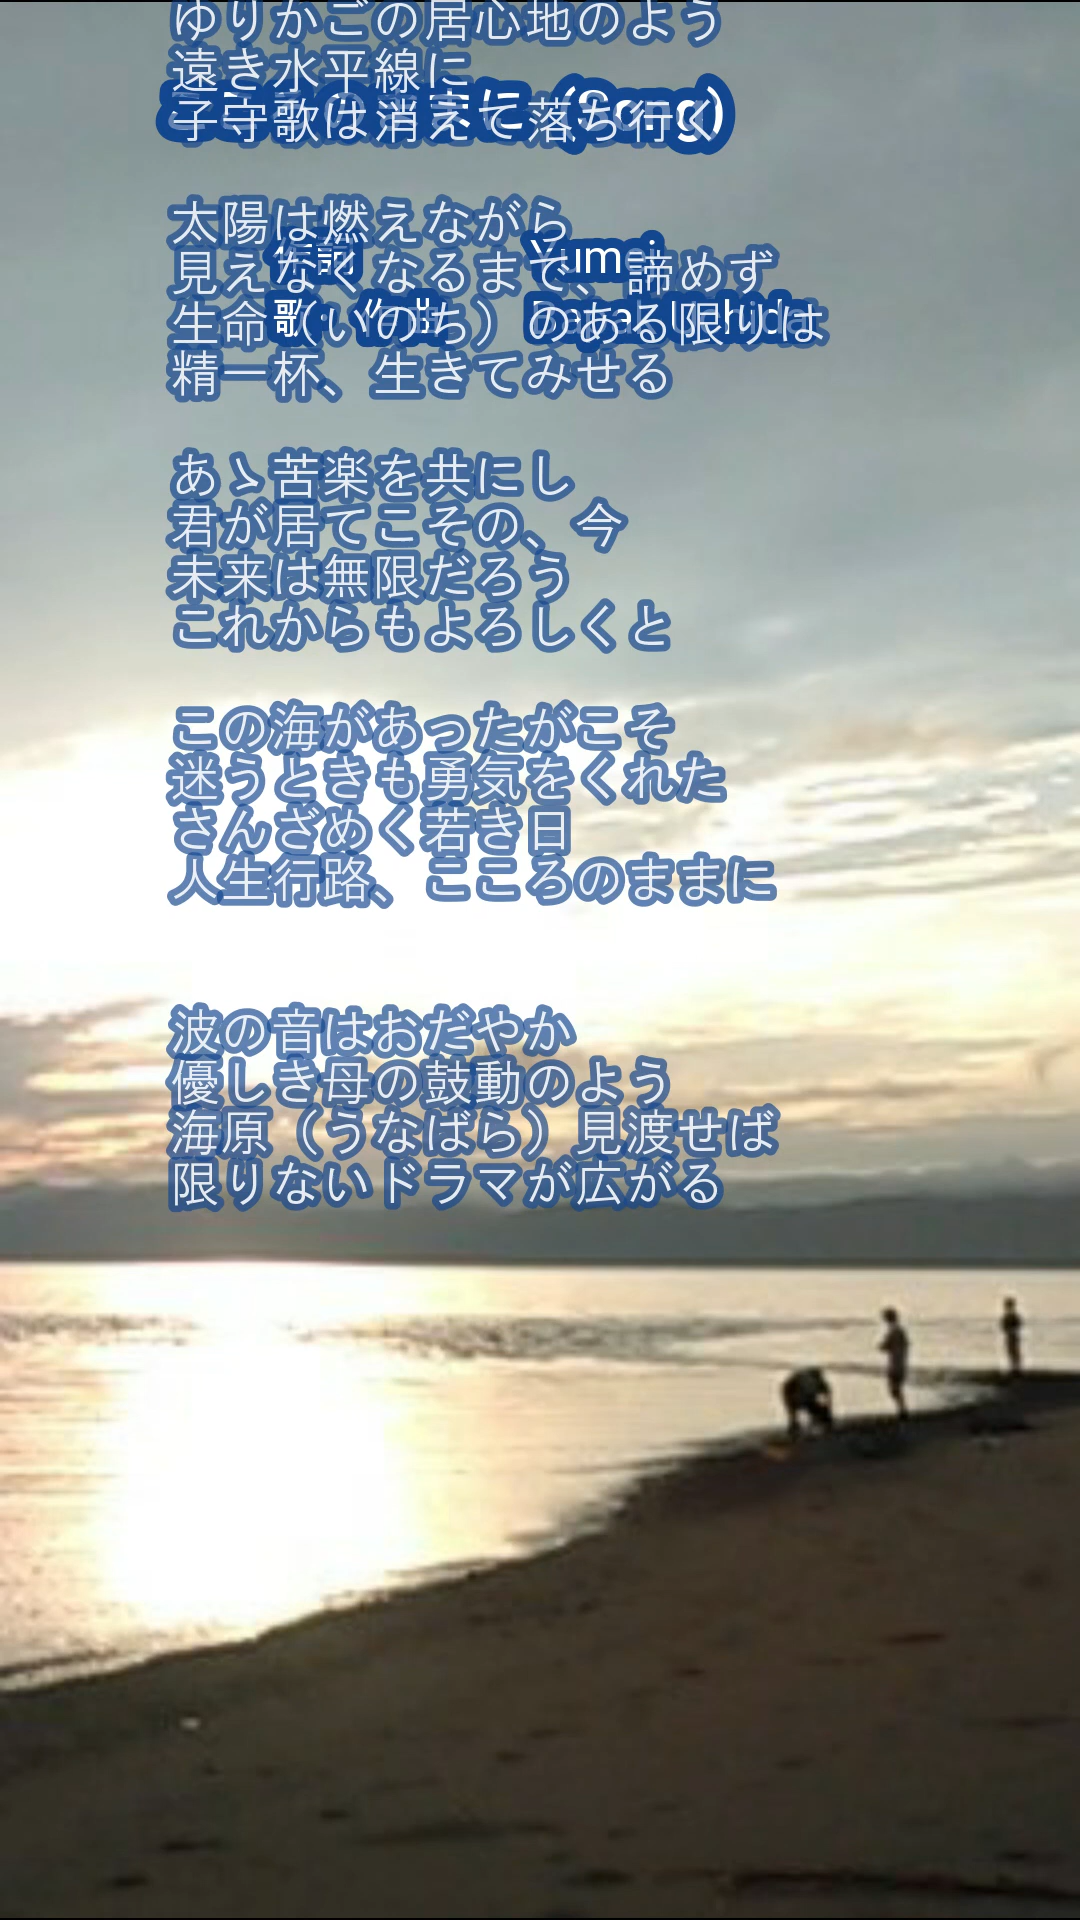 ゆりかごの居心地のよう
遠き水平線に
に (Song)
子守歌は消えて落ち行く
太陽は燃えながら
作詞 Yumei
見えなくなるまで、諦めず
歌・作曲 Uchida
生命（いのち）のある限りは
精一杯、生きてみせる
あゝ苦楽を共にし
君が居てこその、今
未来は無限だろう
これからもよろしくと
この海があったがこそ
迷うときも勇気をくれた
さんざめく若き日
人生行路、こころのままに
波の音はおだやか
優しき母の鼓動のよう
海原（うなばら）見渡せば
限りないドラマが広がる